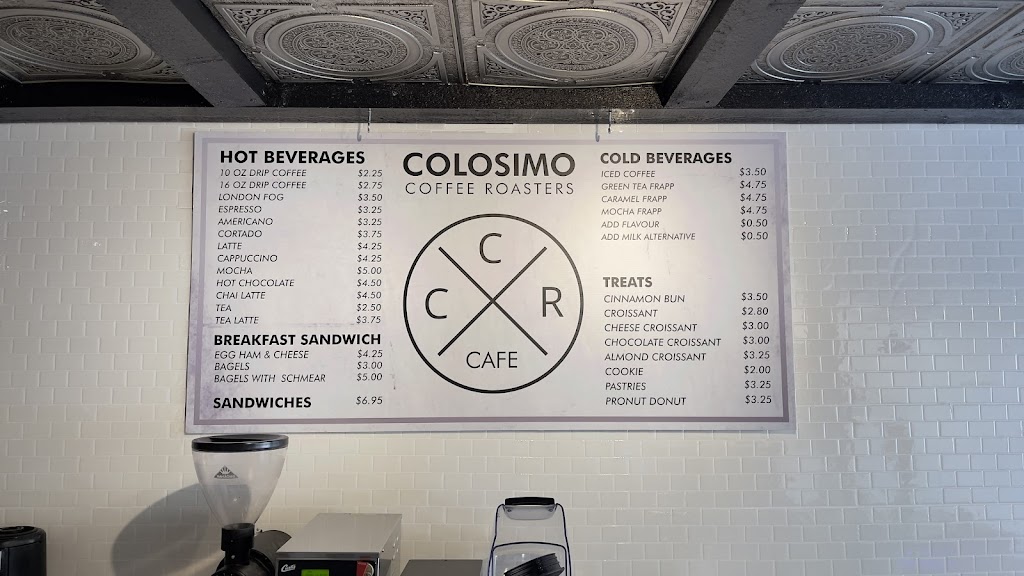 HOT BEVERAGES
10 OZ DRIP COFFEE $2.25
16 OZ DRIP COFFEE $2.75
LONDON FOG $3.50
ESPRESSO $3.25
AMERICANO $3.25
CORTADO $3.75
LATTE $4.25
CAPPUCCINO $4.25
MOCHA $5.00
HOT CHOCOLATE $4.50
CHAI LATTE $4.50
TEA $2.50
TEA LATTE $3.75
BREAKFAST SANDWICH
EGG HAM & CHEESE $4.25
BAGELS $3.00
BAGELS WITH SCHMEAR $5.00
SANDWICHES $6.95
COLOSIMO
COFFEE ROASTERS
C
C R
CAFE
COLD BEVERAGES
ICED COFFEE $3.50
GREEN TEA FRAPP $4.75
CARAMEL FRAPP $4.75
MOCHA FRAPP $4.75
ADD FLAVOUR $0.50
ADD MILK ALTERNATIVE $0.50
TREATS
CINNAMON BUN $3.50
CROISSANT $2.80
CHEESE CROISSANT $3.00
CHOCOLATE CROISSANT $3.00
ALMOND CROISSANT $3.25
COOKIE $2.00
PASTRIES $3.25
PRONUT DONUT $3.25
Curtis